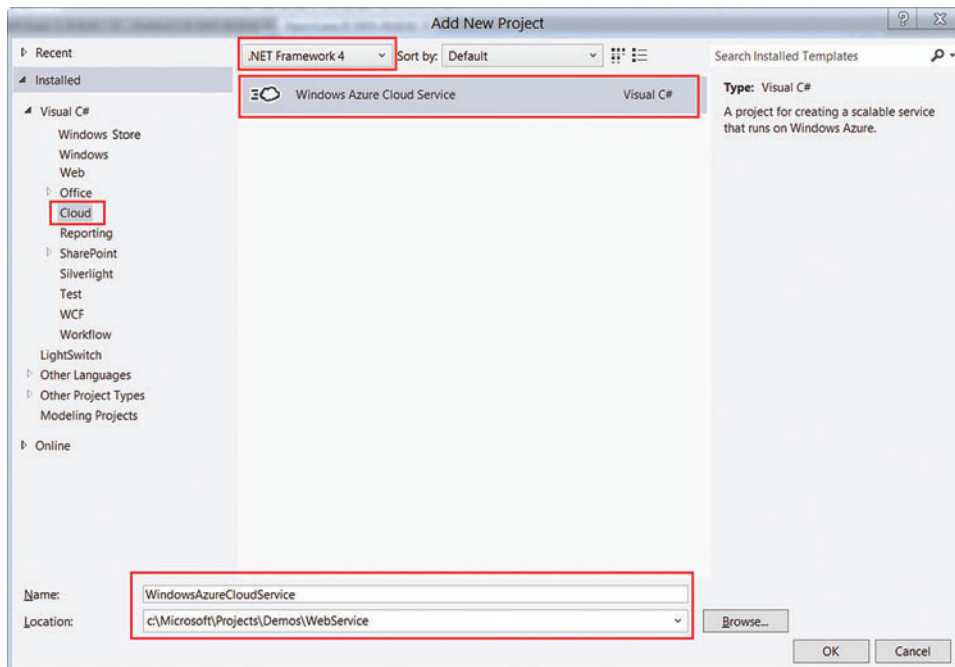 Add New Project
Recent
Installed
Visual C#
Windows Store
Windows
Web
Office
Cloud
Reporting
SharePoint
Silverlight
Test
WCF
Workflow
LightSwitch
Other Languages
Other Project Types
Modeling Projects
Online
.NET Framework 4
Sort by: Default
Windows Azure Cloud Service Visual C#
Search Installed Templates
Type: Visual C#
A project for creating a scalable service
that runs on Windows Azure.
Name: WindowsAzureCloudService
Location: c:\Microsoft\Projects\Demos\WebService
Browse...
OK Cancel